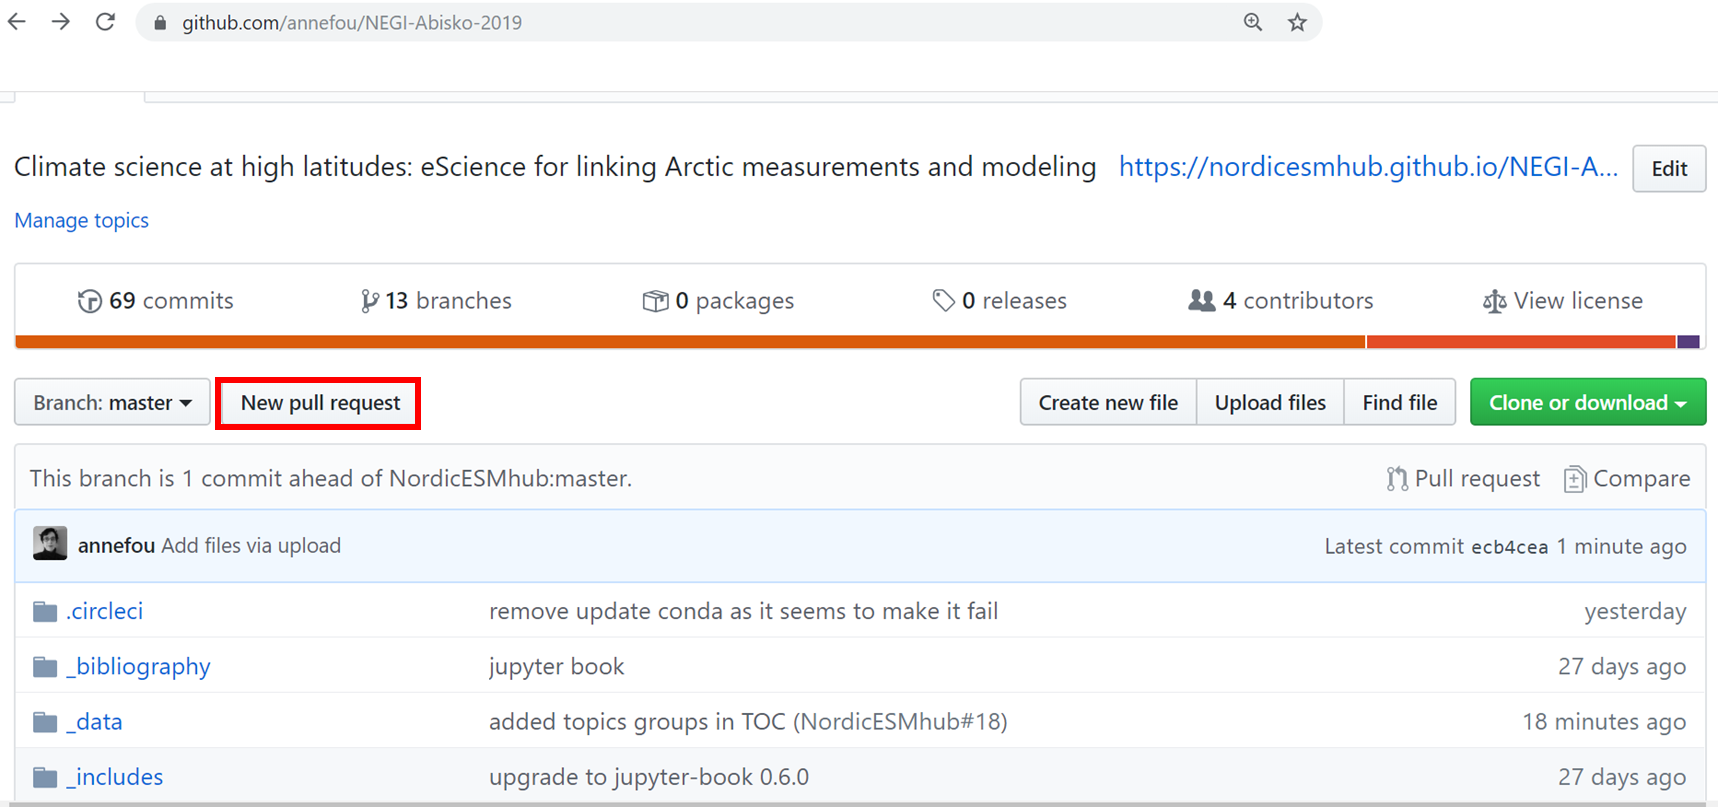 github.com/annefou/NEGI-Abisko-2019
Climate science at high latitudes: eScience for linking Arctic measurements and modeling https://nordicesmhub.github.io/NEGI-A... Edit
Manage topics
69 commits 13 branches 0 packages 0 releases 4 contributors View license
Branch: master New pull request Create new file Upload files Find file Clone or download
This branch is 1 commit ahead of NordicESMhub:master. Pull request Compare
annefou Add files via upload Latest commit ecb4cea 1 minute ago
.circleci remove update conda as it seems to make it fail yesterday
_bibliography jupyter book 27 days ago
_data added topics groups in TOC (NordicESMhub#18) 18 minutes ago
_includes upgrade to jupyter-book 0.6.0 27 days ago